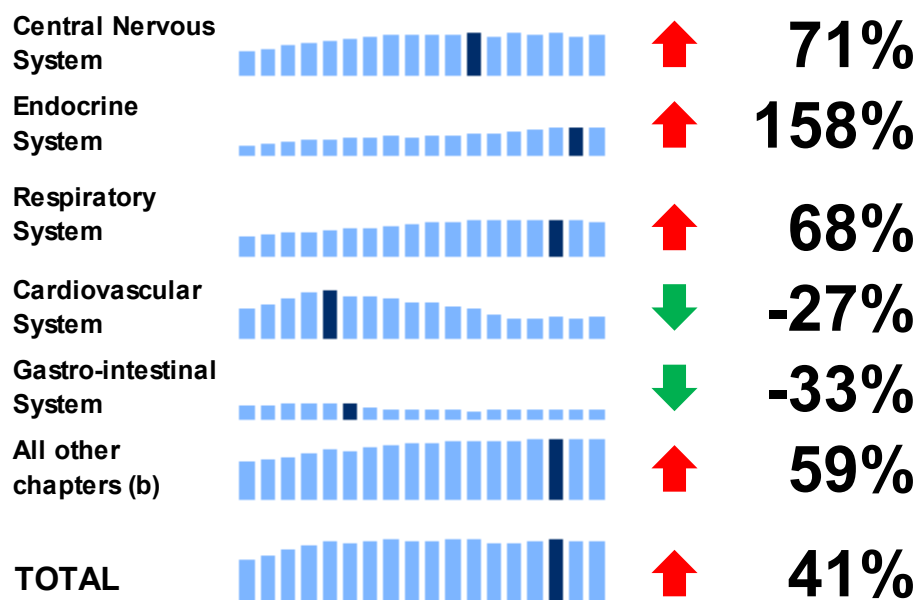 Central Nervous
System
71%
Endocrine
System
158%
Respiratory
System
68%
Cardiovascular
System
-27%
Gastro-intestinal
System
-33%
All other
chapters (b)
59%
TOTAL
41%